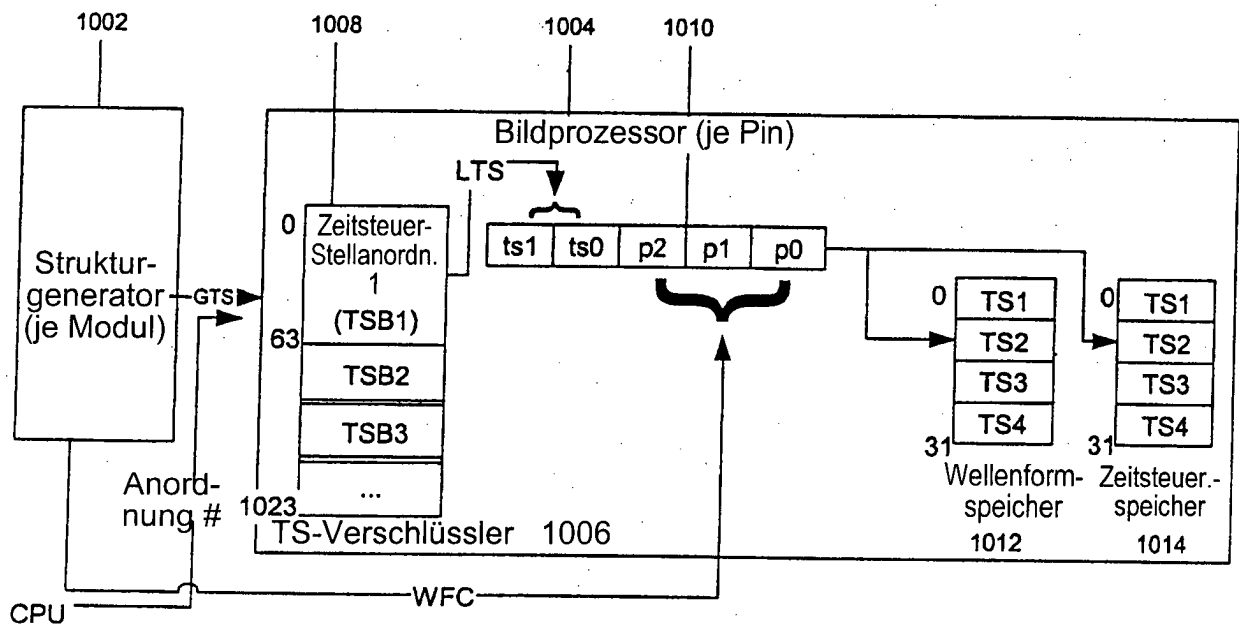 1002
1008
1004
1010
Bildprozessor (je Pin)
LTS
0
Zeitsteuer-
Stellanordn.
1
(TSB1)
63
TSB2
TSB3
...
1023
TS-Verschlüssler 1006
ts1 ts0 p2 p1 p0
Struktur-
generator
(je Modul)
GTS
0
TS1
TS2
TS3
TS4
31
Wellenform-
speicher
1012
0
TS1
TS2
TS3
TS4
31
Zeitsteuer.-
speicher
1014
Anord-
nung #
WFC
CPU